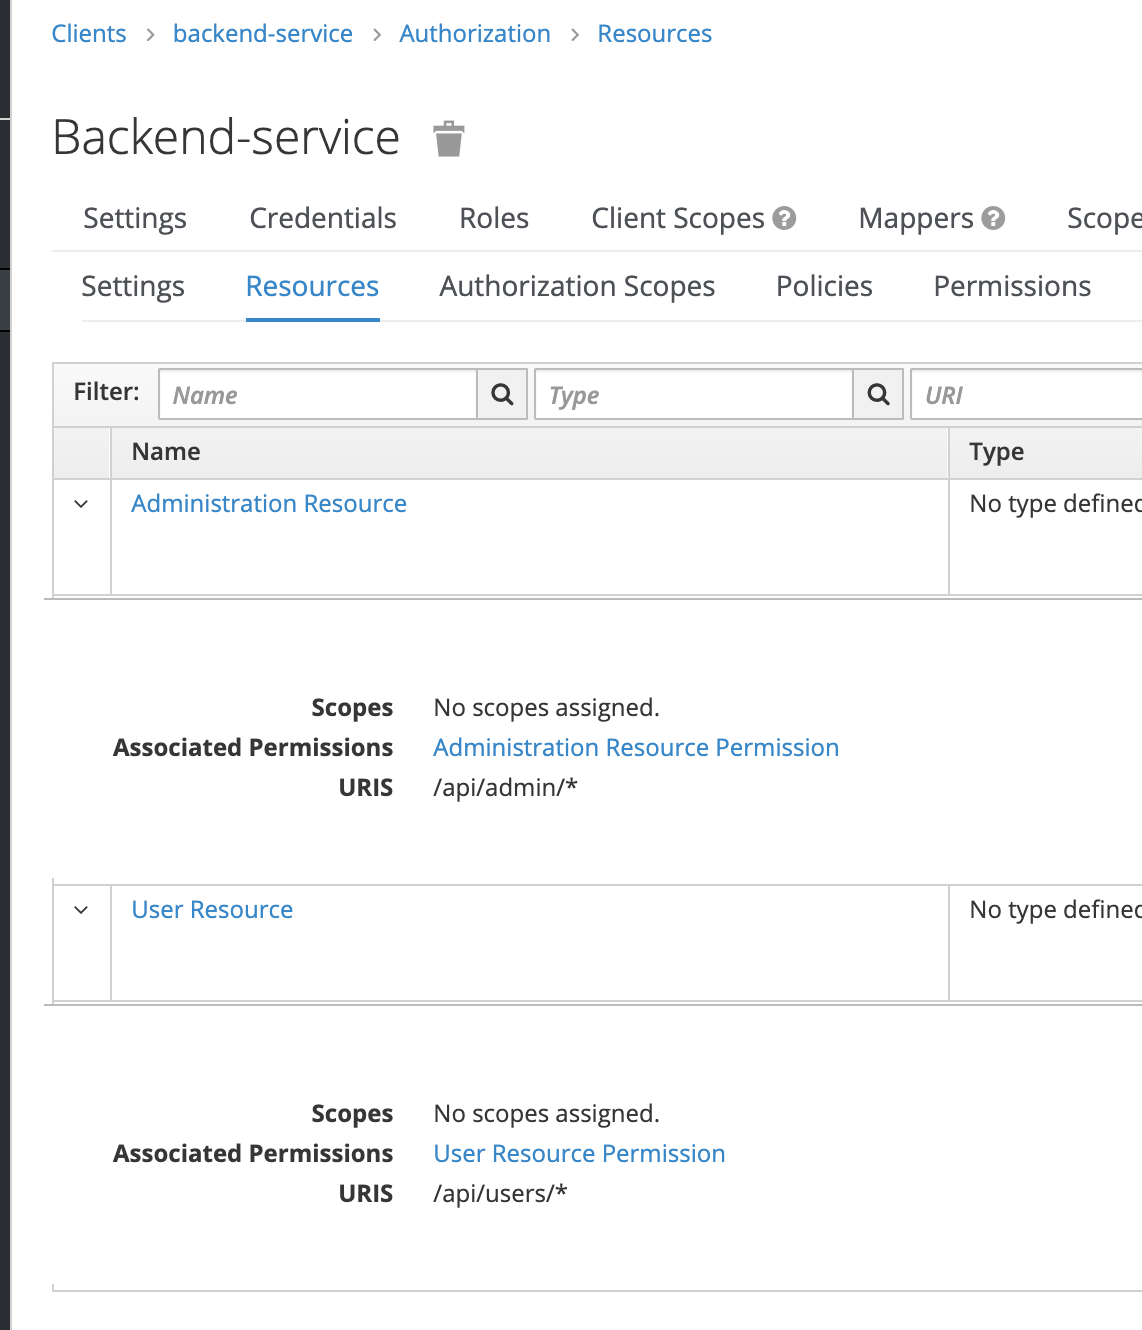 Clients > backend-service > Authorization > Resources
Backend-service
Settings Credentials Roles Client Scopes Mappers Scope
Settings Resources Authorization Scopes Policies Permissions
Filter: Name Type URI
Name Type
Administration Resource No type defined
Scopes No scopes assigned.
Associated Permissions Administration Resource Permission
URIS /api/admin/*
User Resource No type defined
Scopes No scopes assigned.
Associated Permissions User Resource Permission
URIS /api/users/*